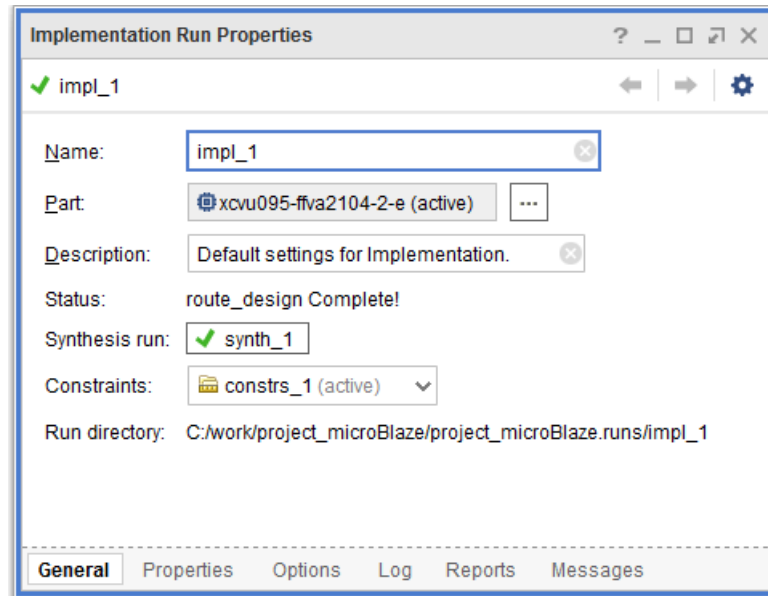 Implementation Run Properties
impl_1
Name: impl_1
Part: xcvu095-ffva2104-2-e (active) ...
Description: Default settings for Implementation.
Status: route_design Complete!
Synthesis run: synth_1
Constraints: constrs_1 (active)
Run directory: C:/work/project_microBlaze/project_microBlaze.runs/impl_1
General Properties Options Log Reports Messages